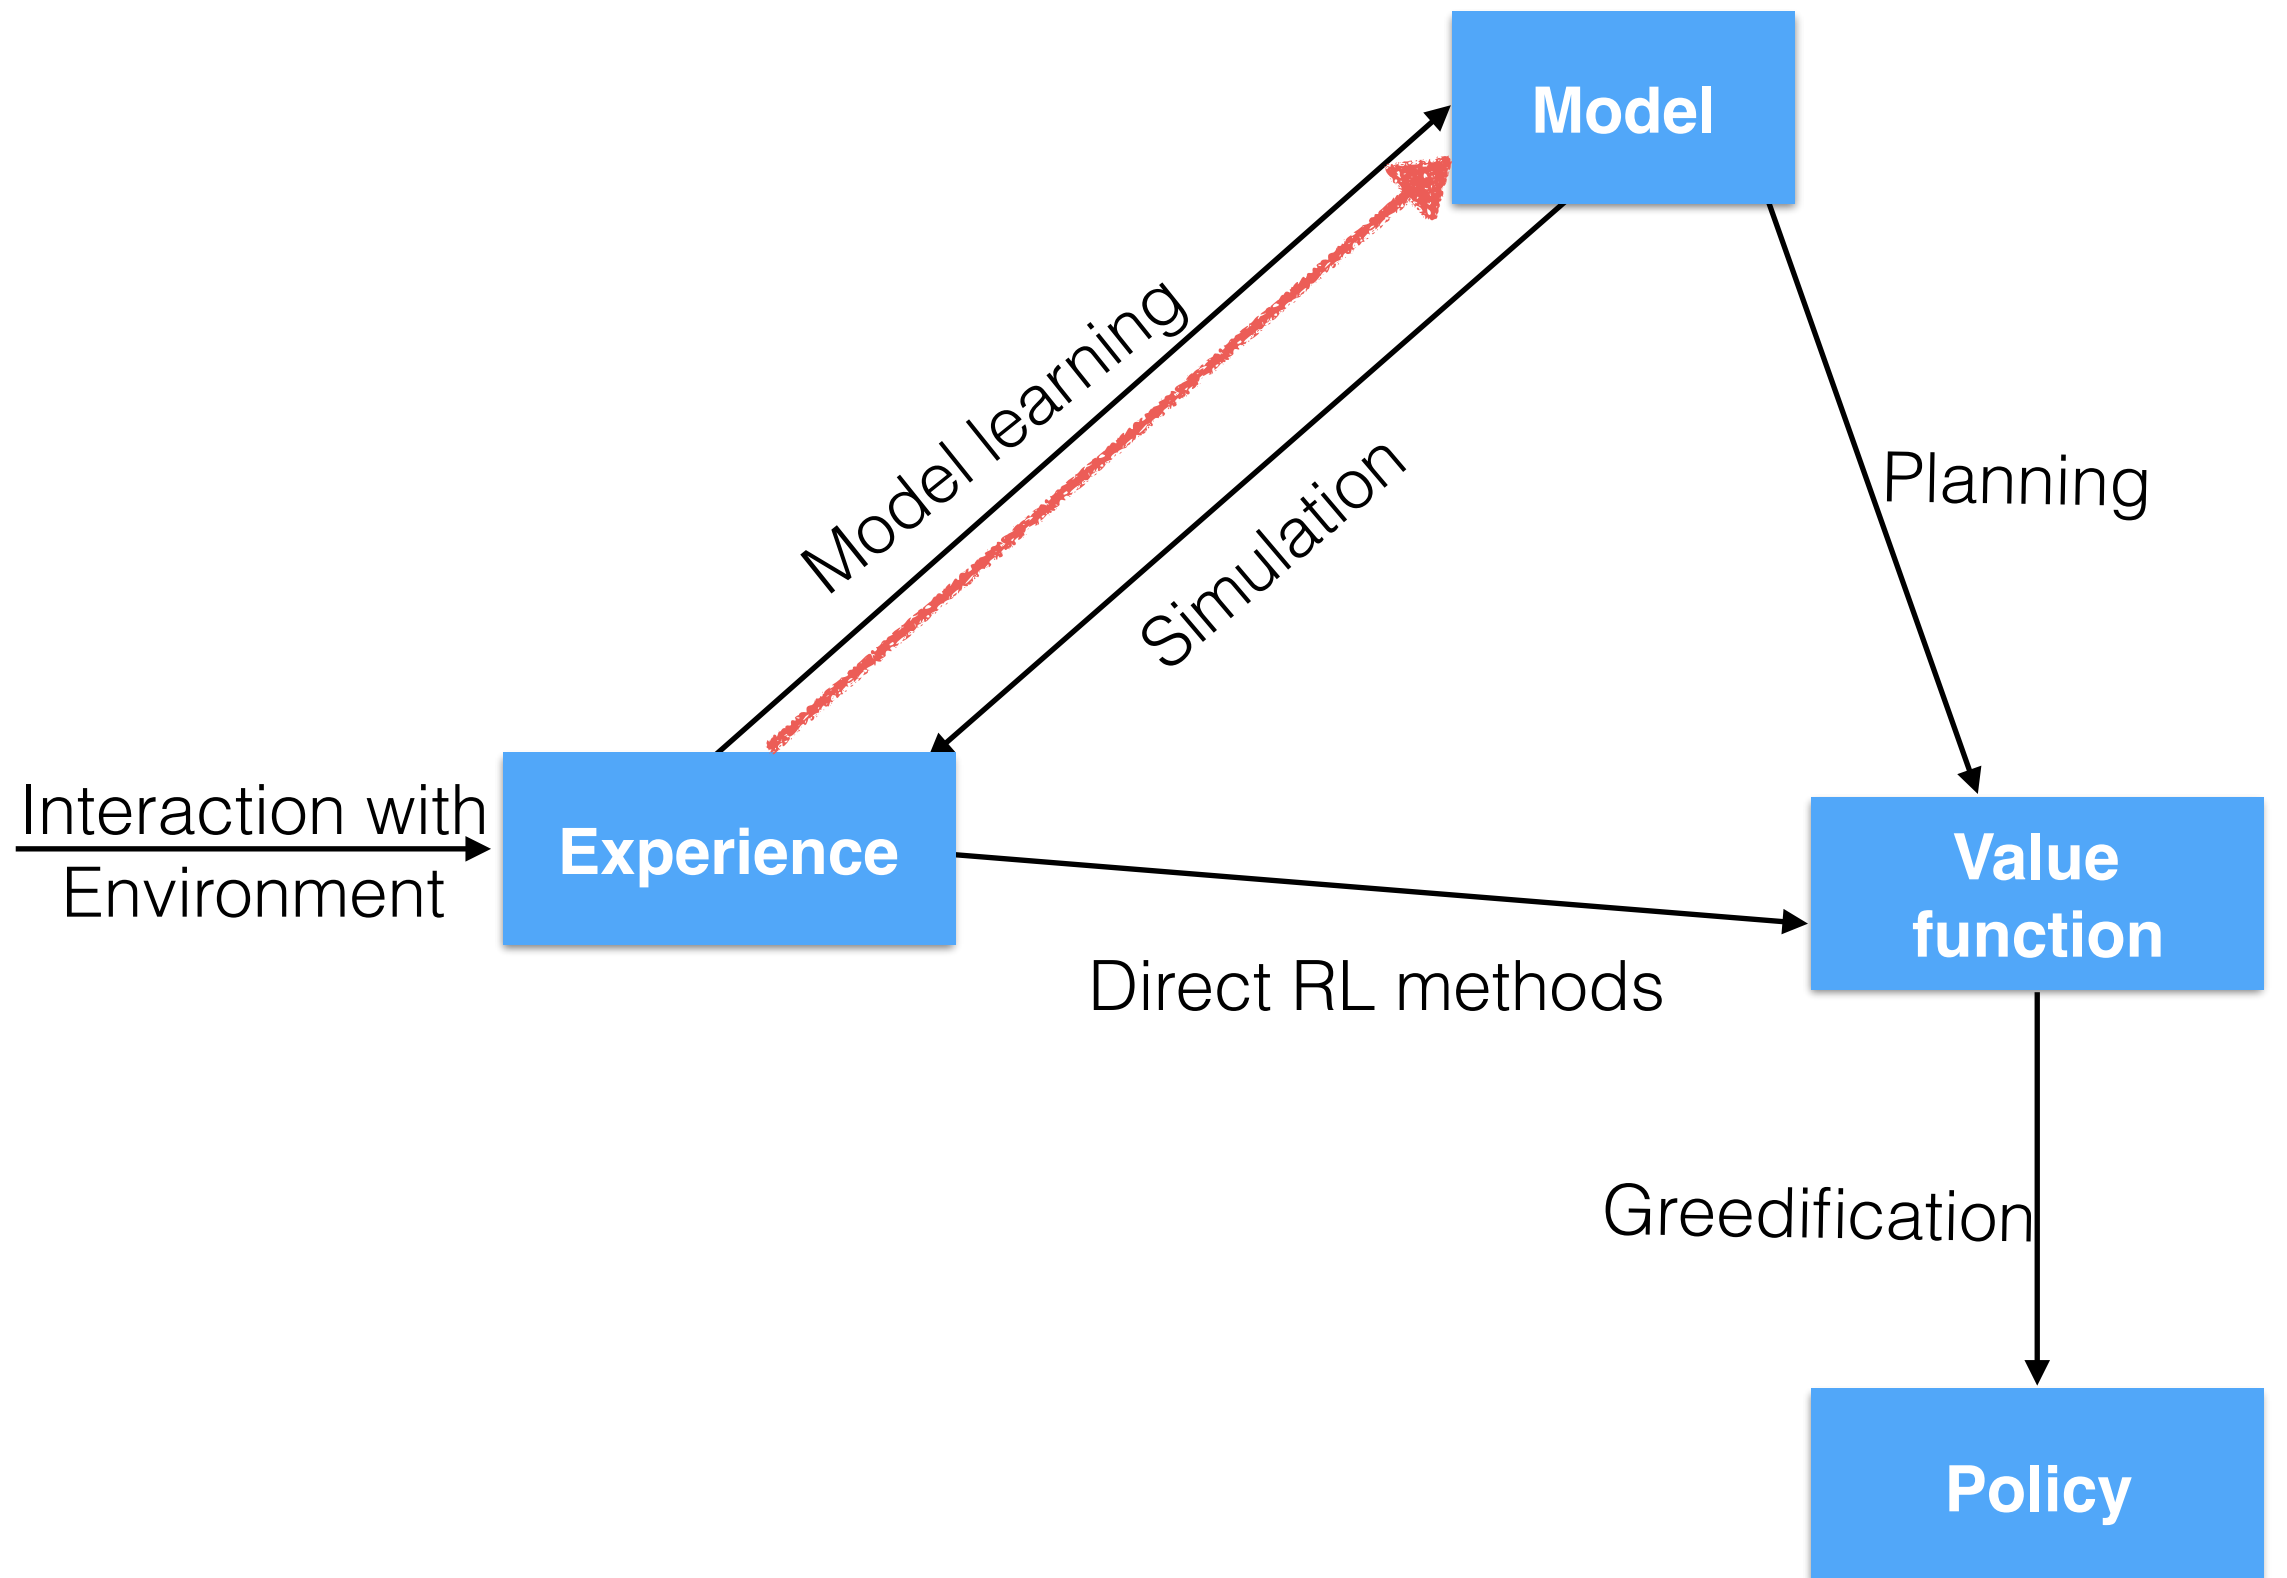 Model
Model learning
Simulation
Planning
Interaction with
Environment
Experience
Value
function
Direct RL methods
Greedification
Policy